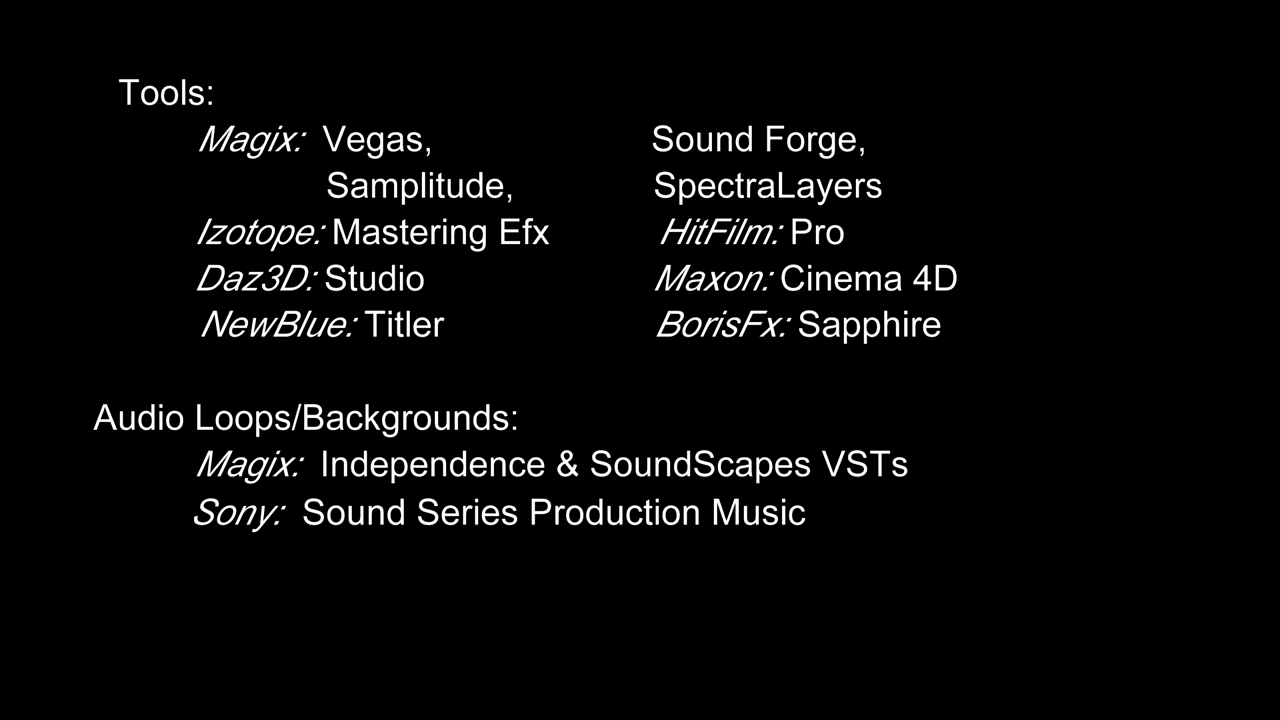 Tools:
Magix: Vegas, Sound Forge,
Samplitude, SpectraLayers
Izotope: Mastering Efx HitFilm: Pro
Daz3D: Studio Maxon: Cinema 4D
NewBlue: Titler BorisFx: Sapphire
Audio Loops/Backgrounds:
Magix: Independence & SoundScapes VSTs
Sony: Sound Series Production Music